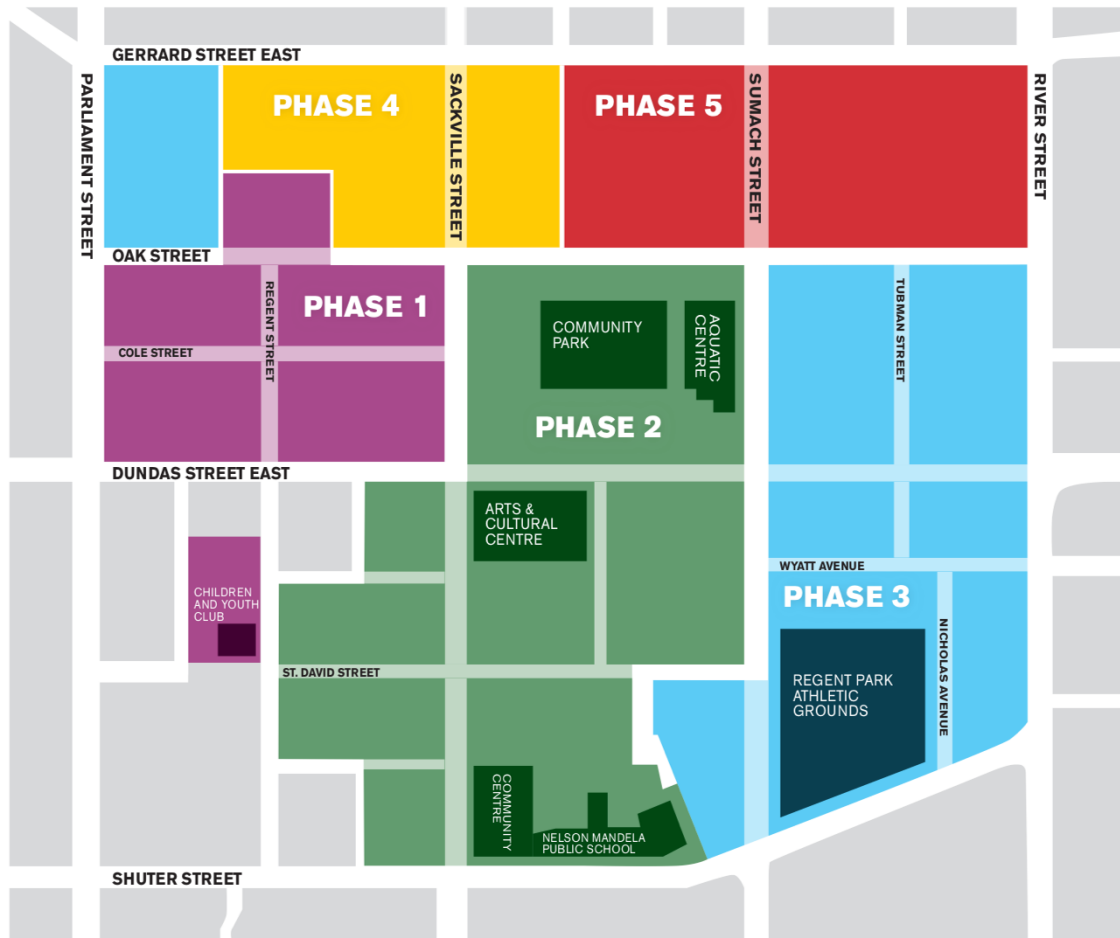 GERRARD STREET EAST
PARLIAMENT STREET
PHASE 4
SACKVILLE STREET
PHASE 5
SUMACH STREET
RIVER STREET
OAK STREET
REGENT STREET
PHASE 1
COLE STREET
COMMUNITY
PARK
AQUATIC
CENTRE
TUBMAN STREET
PHASE 2
DUNDAS STREET EAST
ARTS &
CULTURAL
CENTRE
WYATT AVENUE
PHASE 3
CHILDREN
AND YOUTH
CLUB
NICHOLAS AVENUE
ST. DAVID STREET
REGENT PARK
ATHLETIC
GROUNDS
COMMUNITY
CENTRE
NELSON MANDELA
PUBLIC SCHOOL
SHUTER STREET